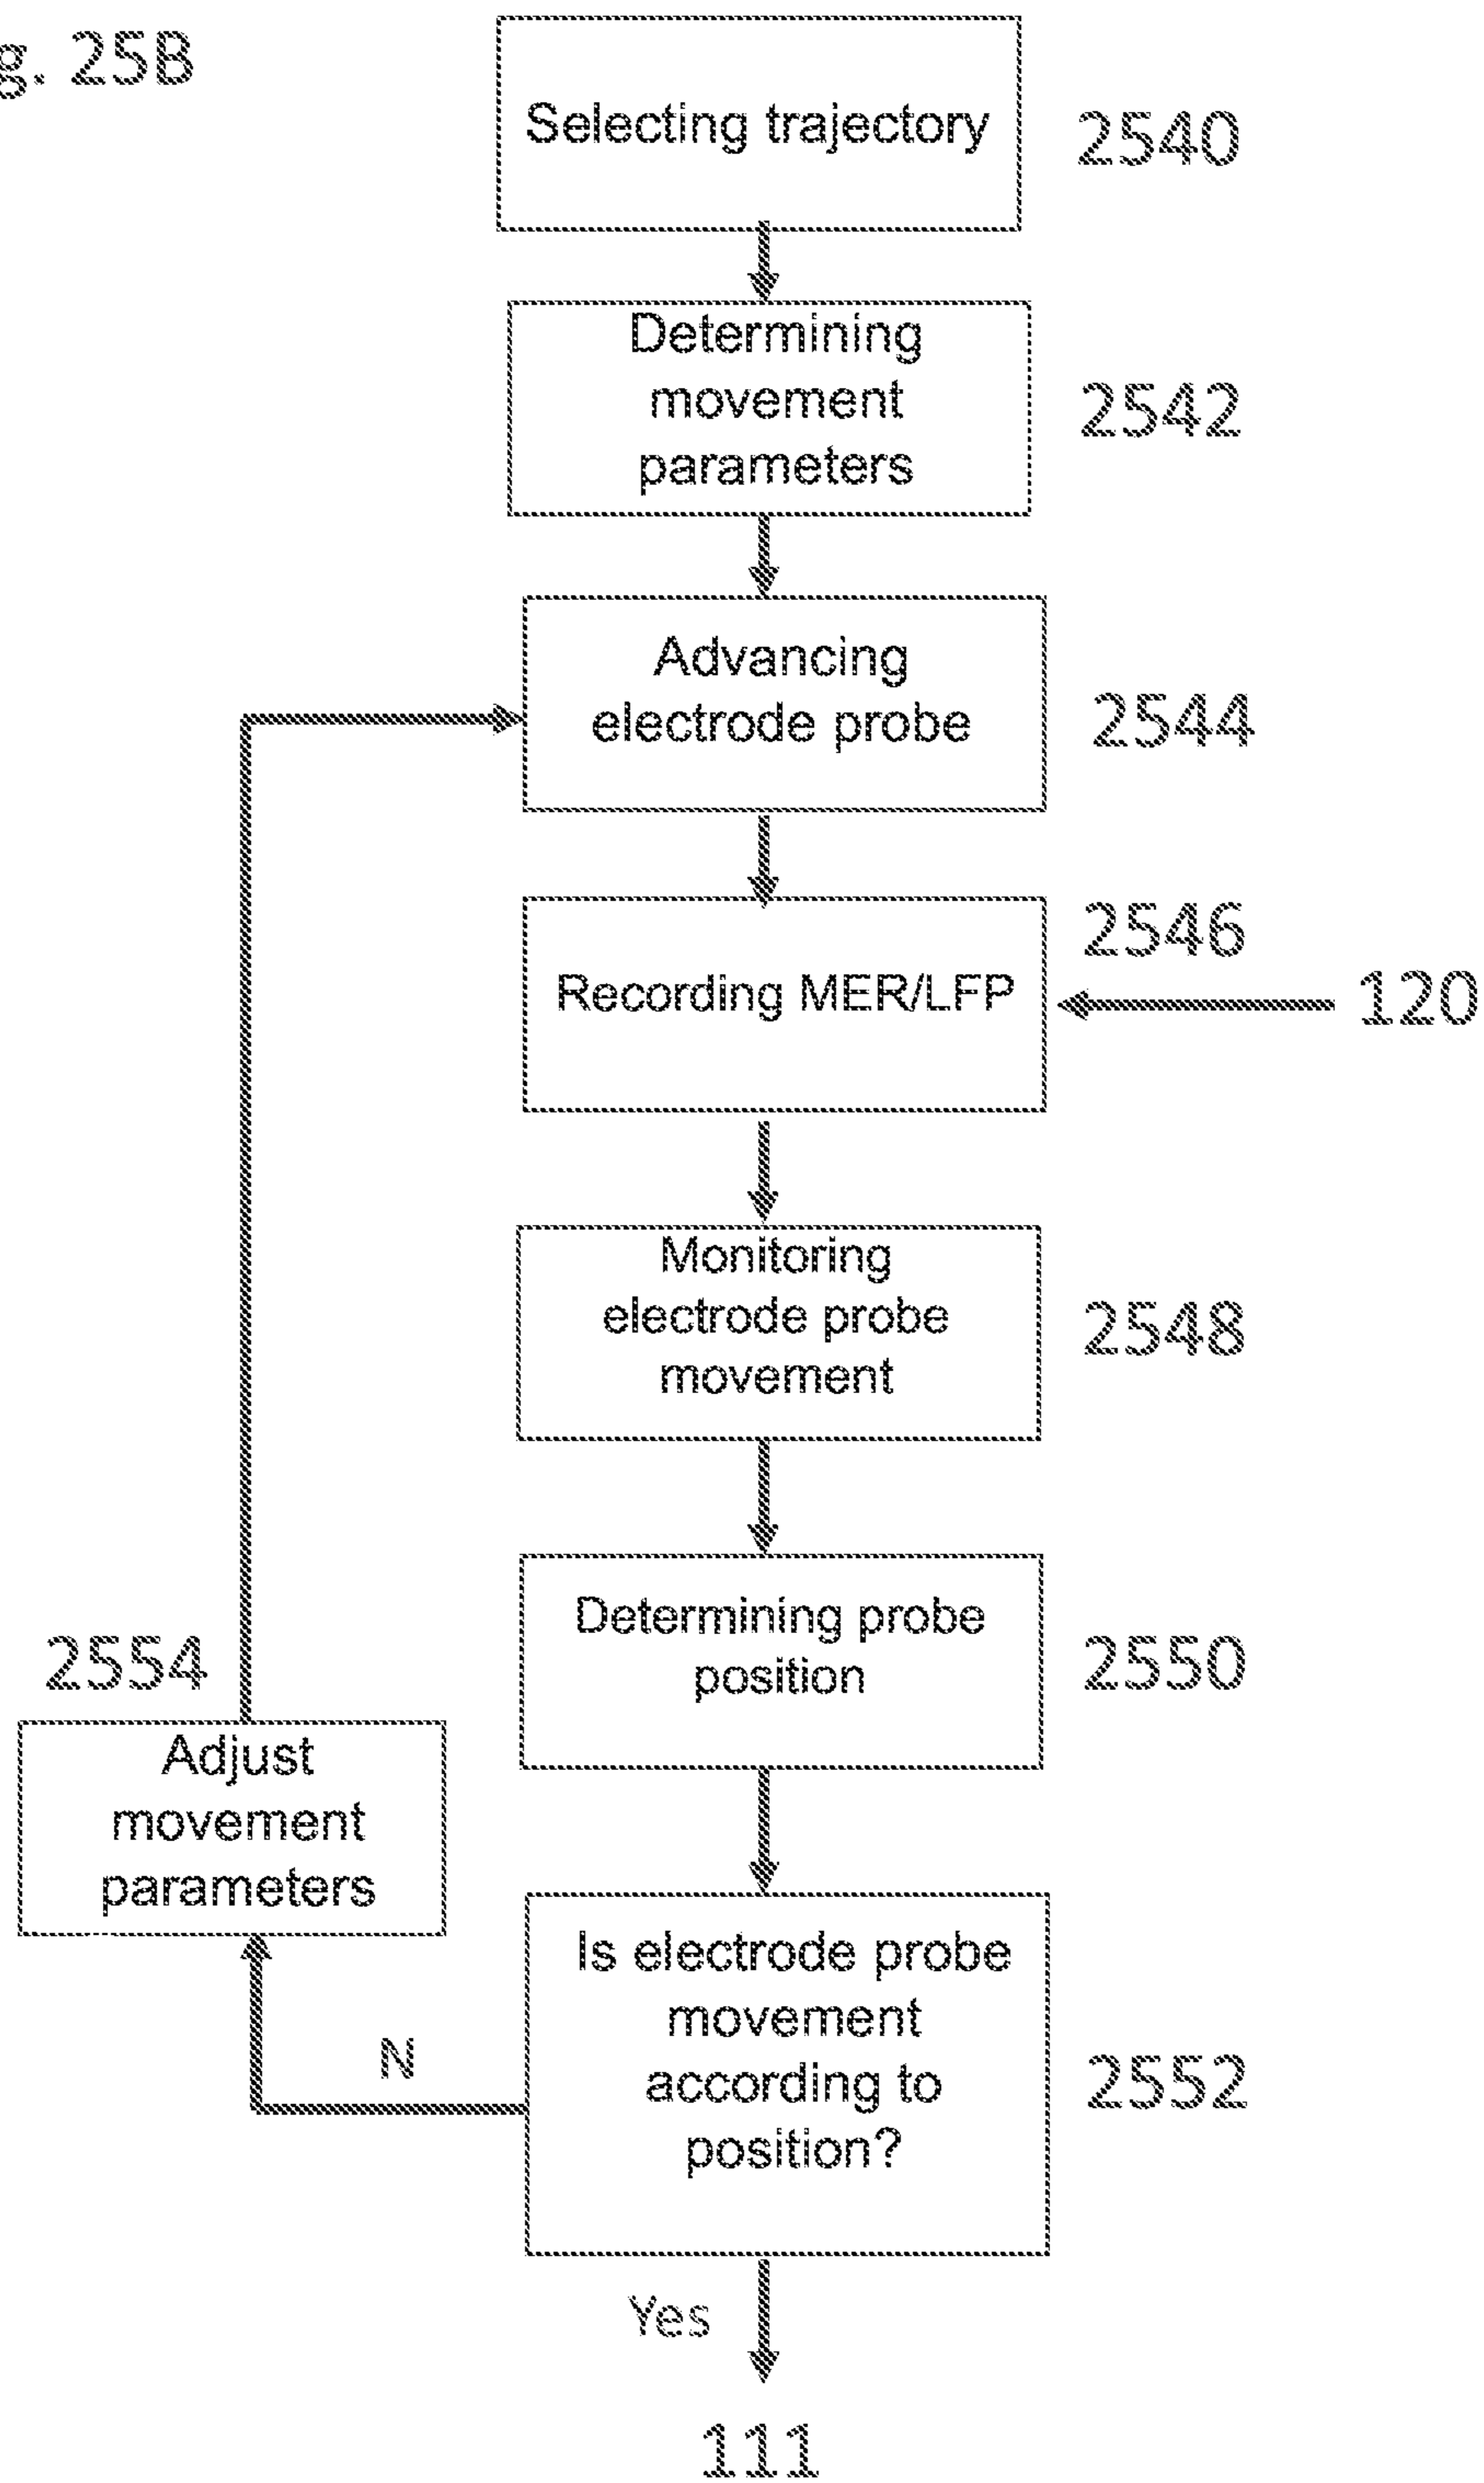 g. 25B
Selecting trajectory
2540
Determining
movement
parameters
2542
Advancing
electrode probe
2544
2546
Recording MER/LFP
120
Monitoring
electrode probe
movement
2548
Determining probe
position
2550
2554
Adjust
movement
parameters
Is electrode probe
movement
according to
position?
2552
N
Yes
111